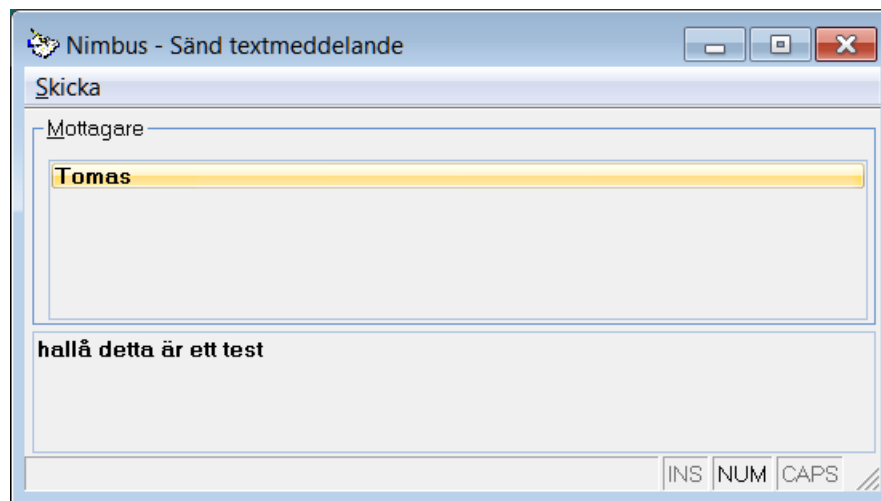 Nimbus - Sänd textmeddelande
Skicka
Mottagare
Tomas
hallå detta är ett test
INS NUM CAPS